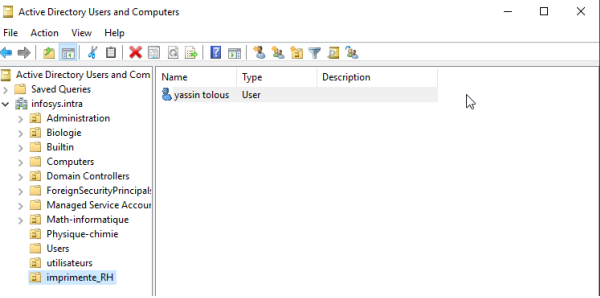 Active Directory Users and Computers
File Action View Help
Active Directory Users and Com
Saved Queries
infosys.intra
Administration
Biologie
Builtin
Computers
Domain Controllers
ForeignSecurityPrincipals
Managed Service Accour
Math-informatique
Physique-chimie
Users
utilisateurs
imprimente_RH
Name Type Description
yassin tolous User